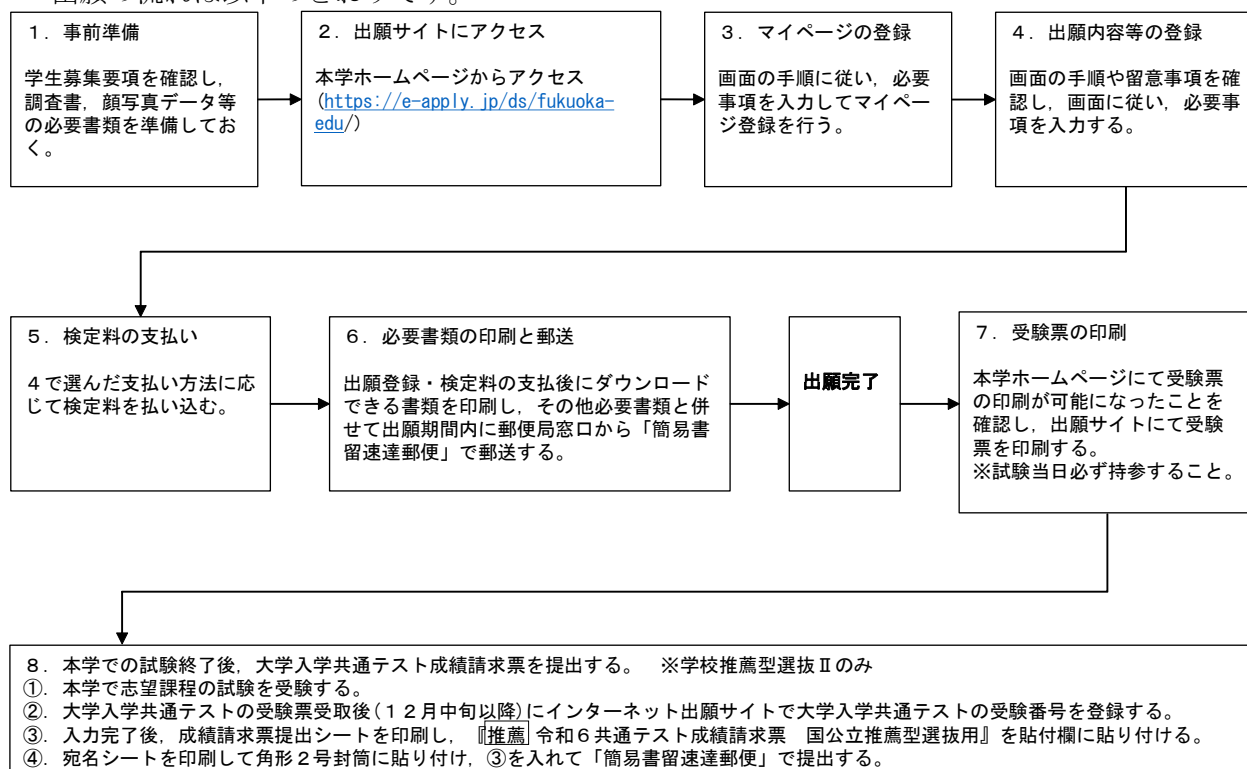 １．事前準備
学生募集要項を確認し，
調査書，顔写真データ等
の必要書類を準備してお
く。
２．出願サイトにアクセス
本学ホームページからアクセス
(https://e-apply.jp/ds/fukuoka-
edu/)
３．マイページの登録
画面の手順に従い，必要
事項を入力してマイペー
ジ登録を行う。
４．出願内容等の登録
画面の手順や留意事項を確
認し，画面に従い，必要事
項を入力する。
５．検定料の支払い
４で選んだ支払い方法に応
じて検定料を払い込む。
６．必要書類の印刷と郵送
出願登録・検定料の支払後にダウンロード
できる書類を印刷し，その他必要書類と併
せて出願期間内に郵便局窓口から「簡易書
留速達郵便」で郵送する。
出願完了
７．受験票の印刷
本学ホームページにて受験票
の印刷が可能になったことを
確認し，出願サイトにて受験
票を印刷する。
※試験当日必ず持参すること。
８．本学での試験終了後，大学入学共通テスト成績請求票を提出する。　※学校推薦型選抜Ⅱのみ
①．本学で志望課程の試験を受験する。
②．大学入学共通テストの受験票受取後(１２月中旬以降)にインターネット出願サイトで大学入学共通テストの受験番号を登録する。
③．入力完了後，成績請求票提出シートを印刷し，『推薦 令和６共通テスト成績請求票　国公立推薦型選抜用』を貼付欄に貼り付ける。
④．宛名シートを印刷して角形２号封筒に貼り付け，③を入れて「簡易書留速達郵便」で提出する。